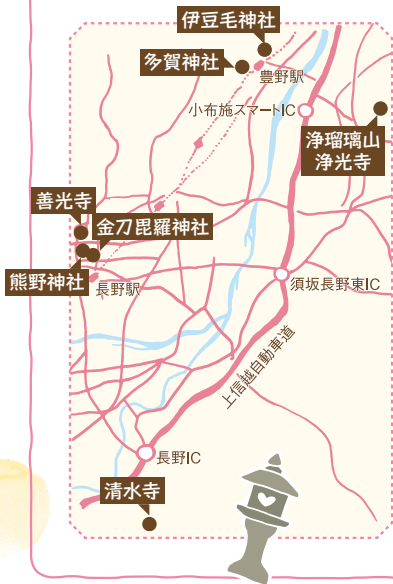 伊豆毛神社
多賀神社
豊野駅
小布施スマートIC
浄瑠璃山
浄光寺
善光寺
金刀毘羅神社
熊野神社
長野駅
須坂長野東IC
上信越自動車道
長野IC
清水寺